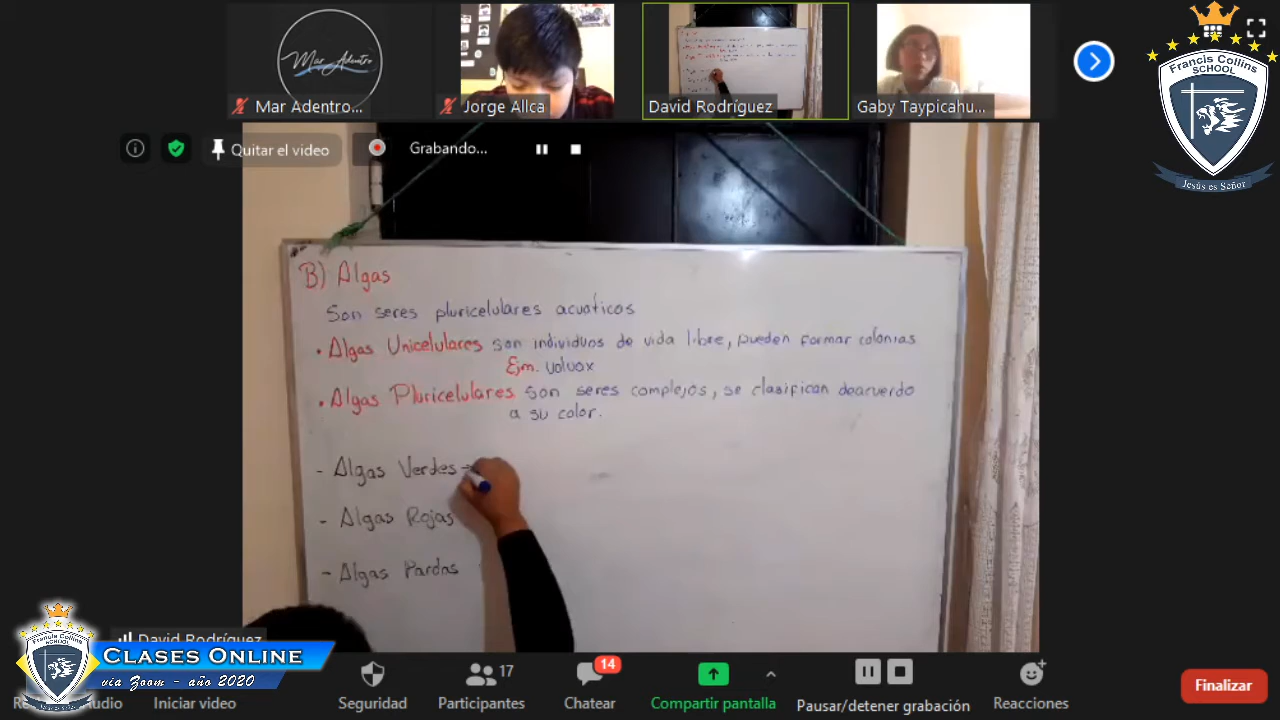 Mar Adentro
Mar Adentro...
Jorge Allca
David Rodríguez
Gaby Taypicahu...
Francis Collins
SCHOOL
Jesús es Señor
Quitar el video
Grabando...
B) Algas
Son seres pluricelulares acuáticos
• Algas Unicelulares son individuos de vida libre, pueden formar colonias
Ejm. Volvox
• Algas Pluricelulares son seres complejos, se clasifican deacuerdo
a su color.
- Algas Verdes
- Algas Rojas
- Algas Pardas
David Rodríguez
CLASES ONLINE
vía Zoom - año 2020
Iniciar video
Seguridad
17
Participantes
14
Chatear
Compartir pantalla
Pausar/detener grabación
Reacciones
Finalizar